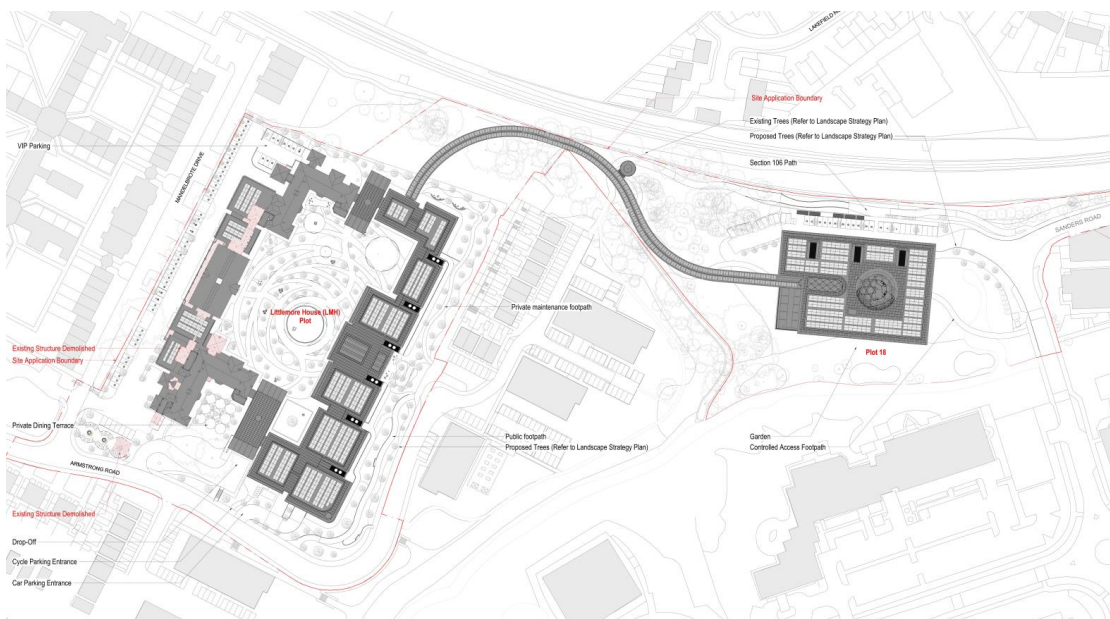 LAKEFIELD RO
Site Application Boundary
Existing Trees (Refer to Landscape Strategy Plan)
Proposed Trees (Refer to Landscape Strategy Plan)
VIP Parking
Section 106 Path
MANDELBROTE DRIVE
SANDERS ROAD
Private maintenance footpath
Littlemore House (LMH)
Plot
Existing Structure Demolished
Site Application Boundary
Plot 18
Private Dining Terrace
Public footpath
Proposed Trees (Refer to Landscape Strategy Plan)
Garden
Controlled Access Footpath
ARMSTRONG ROAD
Existing Structure Demolished
Drop-Off
Cycle Parking Entrance
Car Parking Entrance